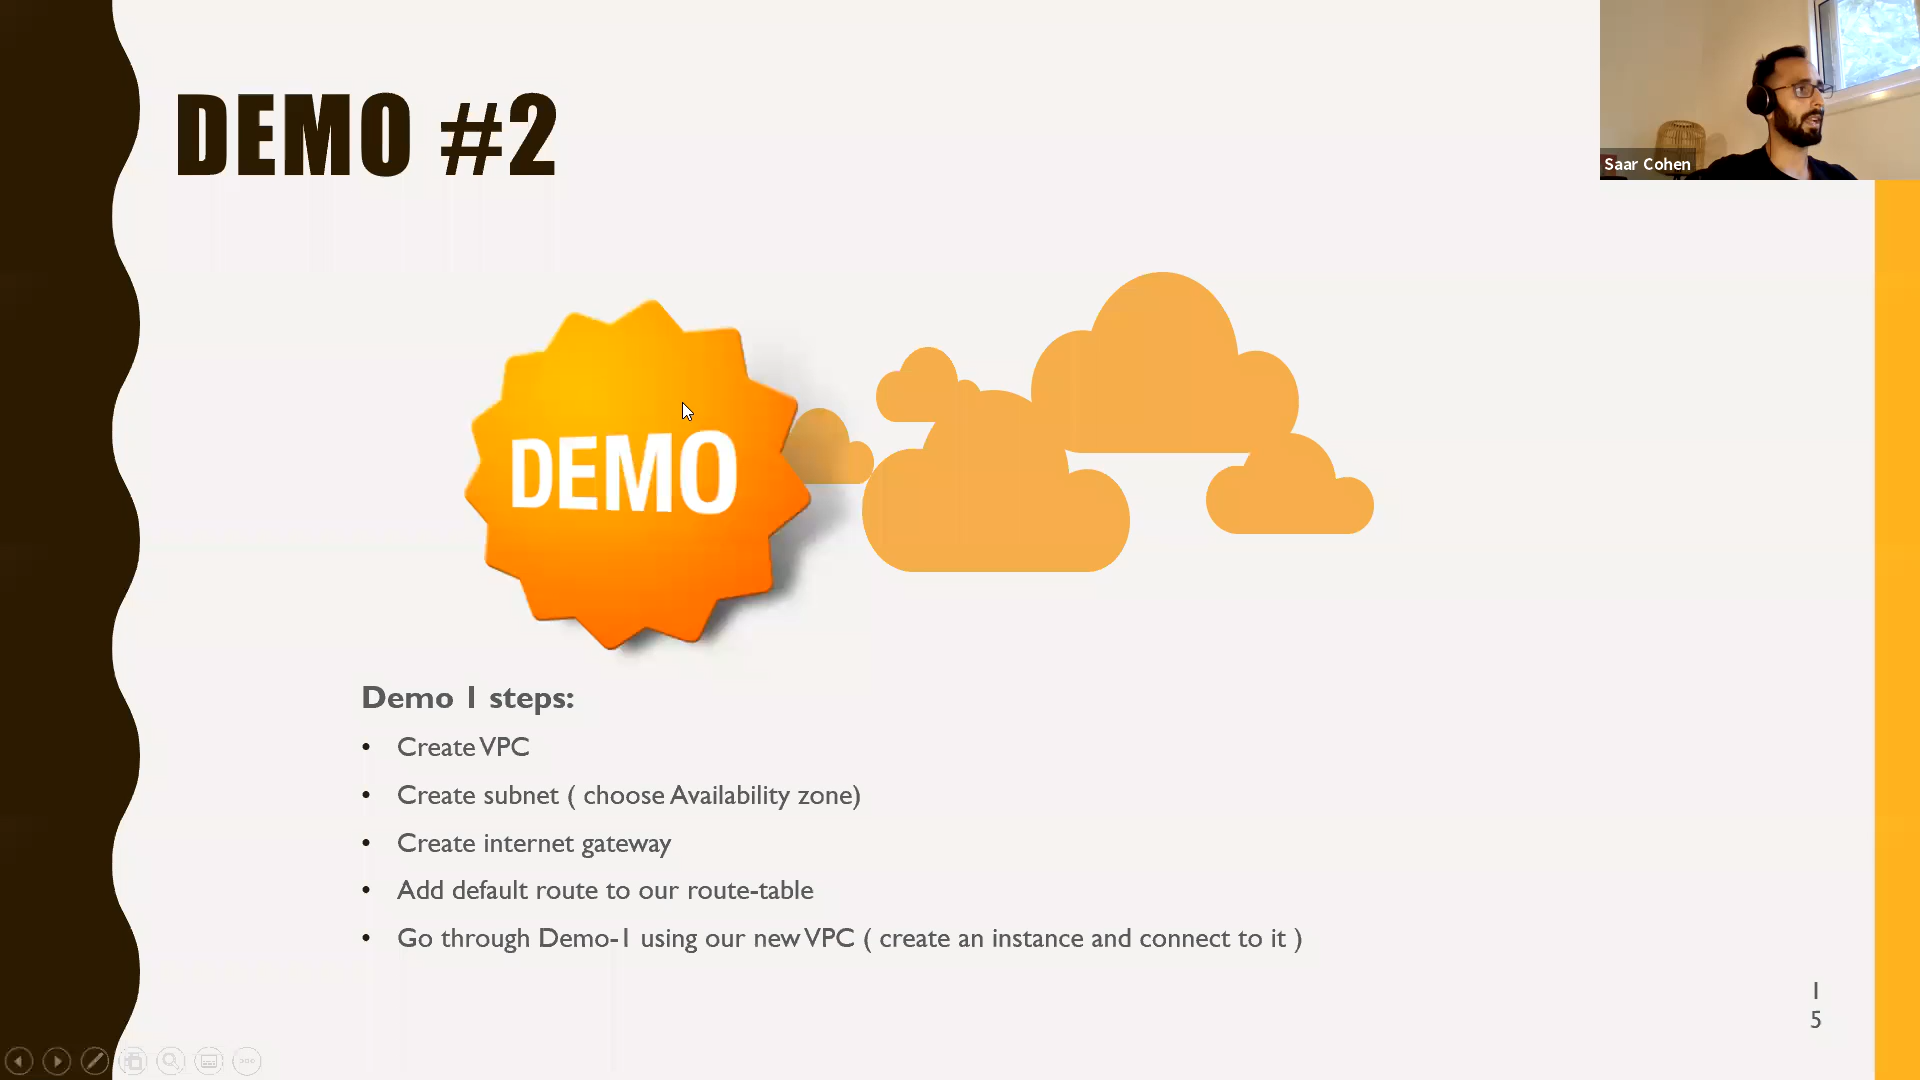 DEMO #2
Saar Cohen
DEMO
Demo 1 steps:
• Create VPC
• Create subnet ( choose Availability zone)
• Create internet gateway
• Add default route to our route-table
• Go through Demo-1 using our new VPC ( create an instance and connect to it )
1
5